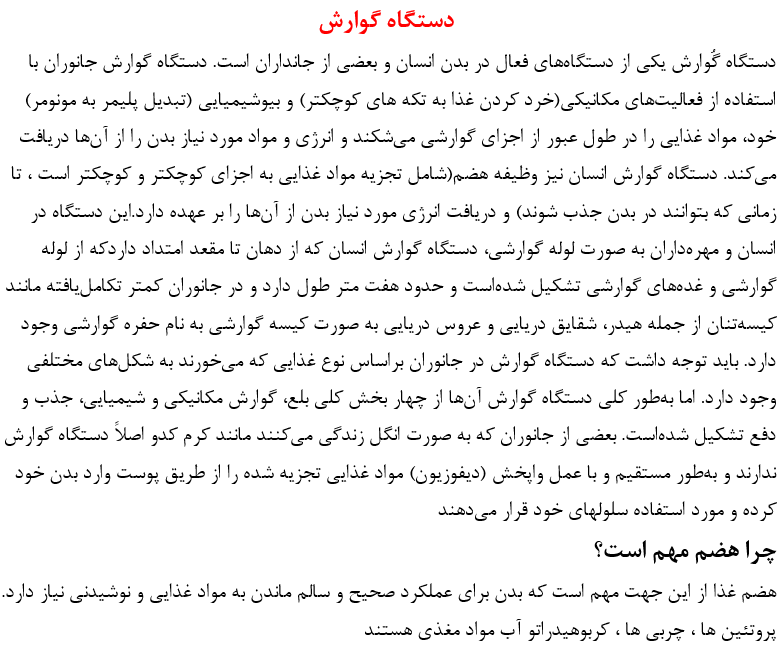 دستگاه گوارش
دستگاه گُوارش یکی از دستگاه‌های فعال در بدن انسان و بعضی از جانداران است. دستگاه گوارش جانوران با
استفاده از فعالیت‌های مکانیکی(خرد کردن غذا به تکه های کوچکتر) و بیوشیمیایی (تبدیل پلیمر به مونومر)
خود، مواد غذایی را در طول عبور از اجزای گوارشی می‌شکند و انرژی و مواد مورد نیاز بدن را از آن‌ها دریافت
می‌کند. دستگاه گوارش انسان نیز وظیفه هضم(شامل تجزیه مواد غذایی به اجزای کوچکتر و کوچکتر است ، تا
زمانی که بتوانند در بدن جذب شوند) و دریافت انرژی مورد نیاز بدن از آن‌ها را بر عهده دارد.این دستگاه در
انسان و مهره‌داران به صورت لوله گوارشی، دستگاه گوارش انسان که از دهان تا مقعد امتداد داردکه از لوله
گوارشی و غده‌های گوارشی تشکیل شده‌است و حدود هفت متر طول دارد و در جانوران کمتر تکامل‌یافته مانند
کیسه‌تنان از جمله هیدر، شقایق دریایی و عروس دریایی به صورت کیسه گوارشی به نام حفره گوارشی وجود
دارد. باید توجه داشت که دستگاه گوارش در جانوران براساس نوع غذایی که می‌خورند به شکل‌های مختلفی
وجود دارد. اما به‌طور کلی دستگاه گوارش آن‌ها از چهار بخش کلی بلع، گوارش مکانیکی و شیمیایی، جذب و
دفع تشکیل شده‌است. بعضی از جانوران که به صورت انگل زندگی می‌کنند مانند کرم کدو اصلاً دستگاه گوارش
ندارند و به‌طور مستقیم و با عمل واپخش (دیفوزیون) مواد غذایی تجزیه شده را از طریق پوست وارد بدن خود
کرده و مورد استفاده سلولهای خود قرار می‌دهند
چرا هضم مهم است؟
هضم غذا از این جهت مهم است که بدن برای عملکرد صحیح و سالم ماندن به مواد غذایی و نوشیدنی نیاز دارد.
پروتئین ها ، چربی ها ، کربوهیدراتو آب مواد مغذی هستند